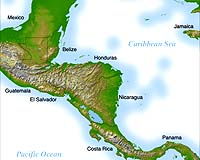 Mexico
Jamaica
Caribbean Sea
Belize
Honduras
Guatemala
El Salvador
Nicaragua
Costa Rica
Panama
Pacific Ocean